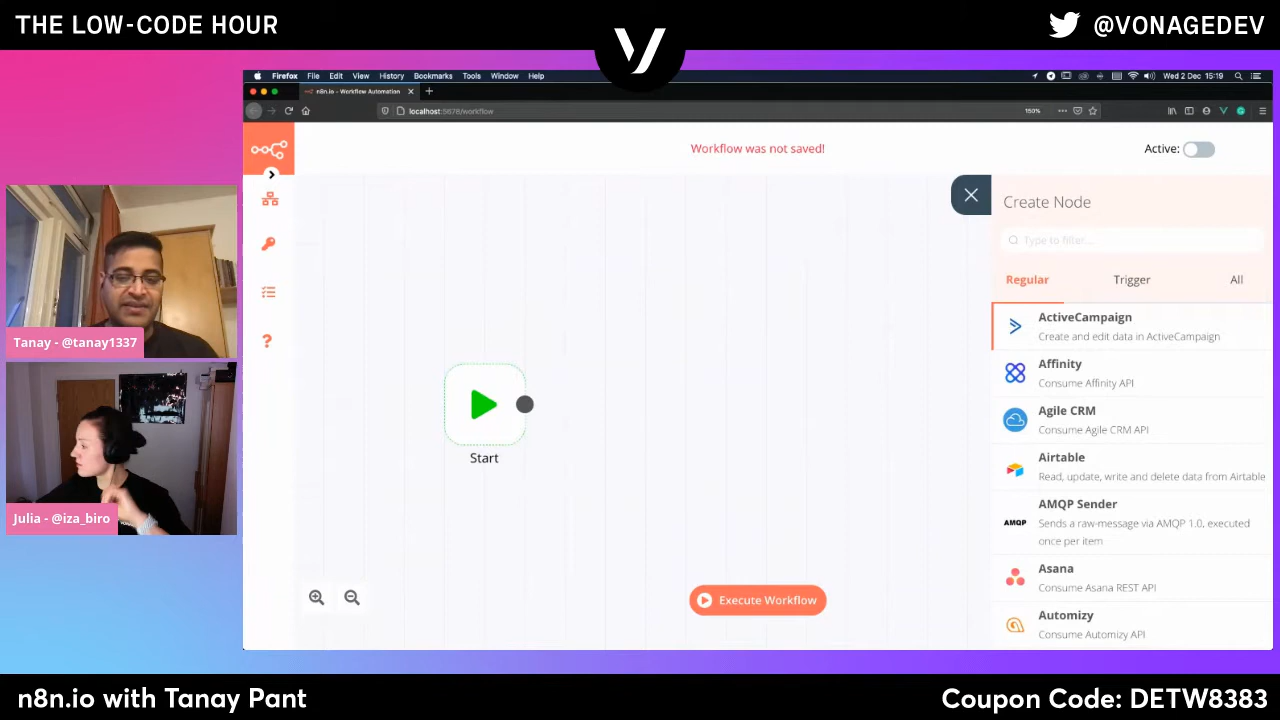 THE LOW-CODE HOUR
@VONAGEDEV
Firefox File Edit View History Bookmarks Tools Window Help
Wed 2 Dec 15:19
n8n.io - Workflow Automation
localhost:5678/workflow
150%
Workflow was not saved!
Active:
Create Node
Type to filter...
Regular Trigger All
ActiveCampaign
Create and edit data in ActiveCampaign
Affinity
Consume Affinity API
Agile CRM
Consume Agile CRM API
Airtable
Read, update, write and delete data from Airtable
AMQP
AMQP Sender
Sends a raw-message via AMQP 1.0, executed
once per item
Asana
Consume Asana REST API
Automizy
Consume Automizy API
Start
Execute Workflow
Tanay - @tanay1337
Julia - @iza_biro
n8n.io with Tanay Pant
Coupon Code: DETW8383